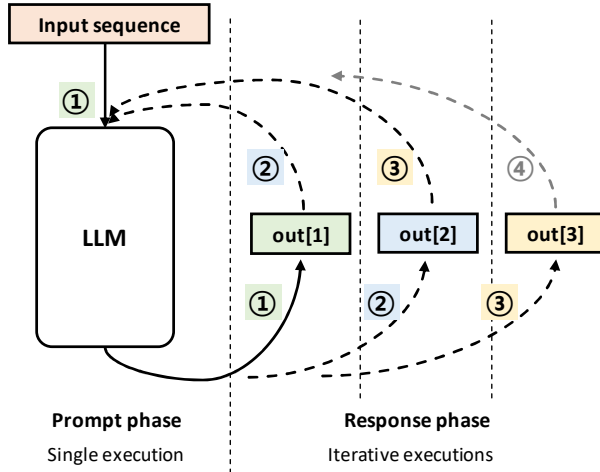 Input sequence
①
②
③
④
LLM
out[1]
out[2]
out[3]
①
②
③
Prompt phase
Response phase
Single execution
Iterative executions